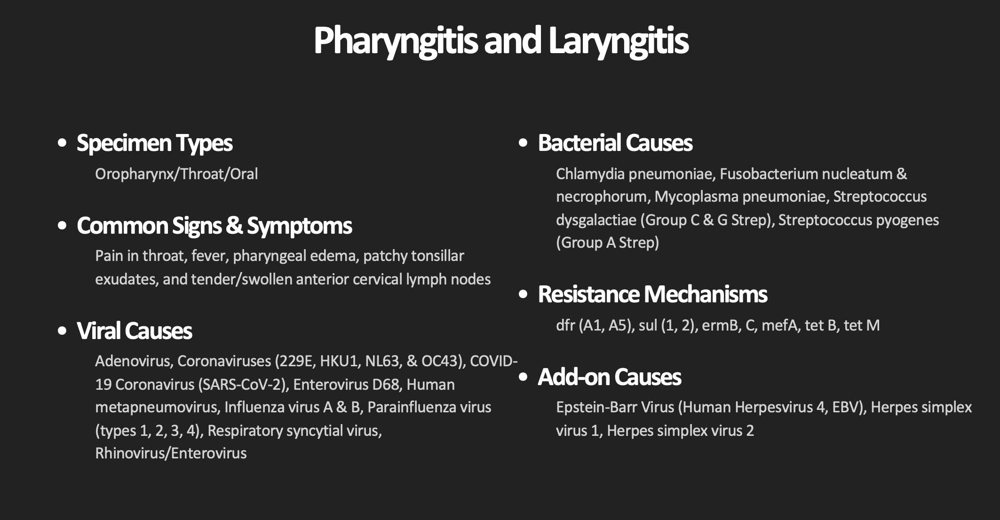 Pharyngitis and Laryngitis
• Specimen Types
Oropharynx/Throat/Oral
• Common Signs & Symptoms
Pain in throat, fever, pharyngeal edema, patchy tonsillar
exudates, and tender/swollen anterior cervical lymph nodes
• Viral Causes
Adenovirus, Coronaviruses (229E, HKU1, NL63, & OC43), COVID-
19 Coronavirus (SARS-CoV-2), Enterovirus D68, Human
metapneumovirus, Influenza virus A & B, Parainfluenza virus
(types 1, 2, 3, 4), Respiratory syncytial virus,
Rhinovirus/Enterovirus
• Bacterial Causes
Chlamydia pneumoniae, Fusobacterium nucleatum &
necrophorum, Mycoplasma pneumoniae, Streptococcus
dysgalactiae (Group C & G Strep), Streptococcus pyogenes
(Group A Strep)
• Resistance Mechanisms
dfr (A1, A5), sul (1, 2), ermB, C, mefA, tet B, tet M
• Add-on Causes
Epstein-Barr Virus (Human Herpesvirus 4, EBV), Herpes simplex
virus 1, Herpes simplex virus 2